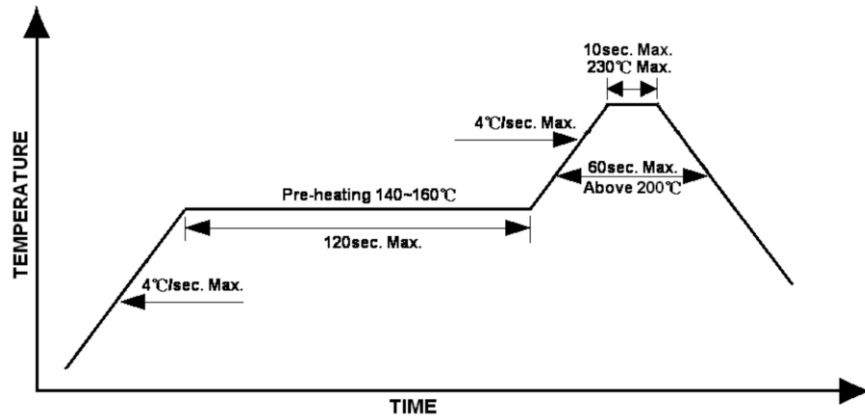 10sec. Max.
230℃ Max.
4℃/sec. Max.
60sec. Max.
Above 200℃
Pre-heating 140~160℃
120sec. Max.
4℃/sec. Max.
TEMPERATURE
TIME